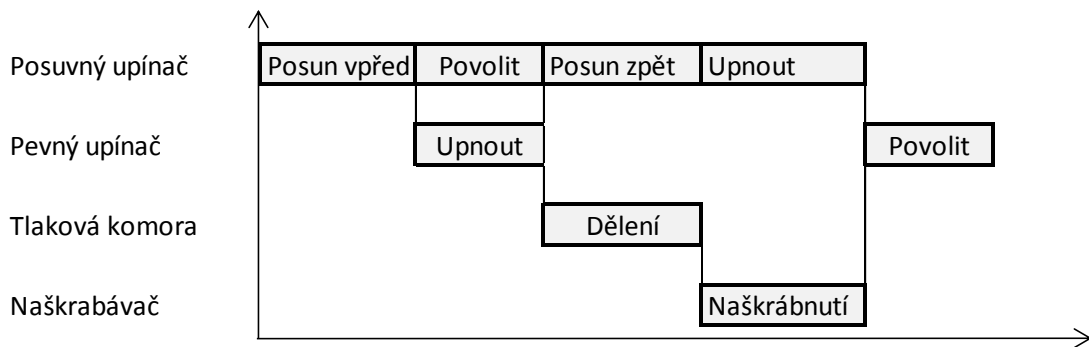 Posuvný upínač Posun vpřed Povolit Posun zpět Upnout
Pevný upínač Upnout Povolit
Tlaková komora Dělení
Naškrabávač Naškrábnutí